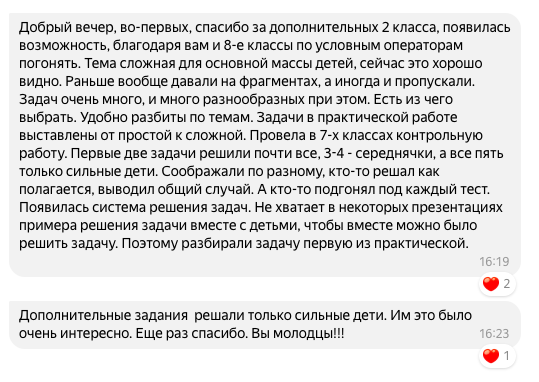 Добрый вечер, во-первых, спасибо за дополнительных 2 класса, появилась
возможность, благодаря вам и 8-е классы по условным операторам
погонять. Тема сложная для основной массы детей, сейчас это хорошо
видно. Раньше вообще давали на фрагментах, а иногда и пропускали.
Задач очень много, и много разнообразных при этом. Есть из чего
выбрать. Удобно разбиты по темам. Задачи в практической работе
выставлены от простой к сложной. Провела в 7-х классах контрольную
работу. Первые две задачи решили почти все, 3-4 - середнячки, а все пять
только сильные дети. Соображали по разному, кто-то решал как
полагается, выводил общий случай. А кто-то подгонял под каждый тест.
Появилась система решения задач. Не хватает в некоторых презентациях
примера решения задачи вместе с детьми, чтобы вместе можно было
решить задачу. Поэтому разбирали задачу первую из практической.
16:19
2
Дополнительные задания решали только сильные дети. Им это было
очень интересно. Еще раз спасибо. Вы молодцы!!!
16:23
1